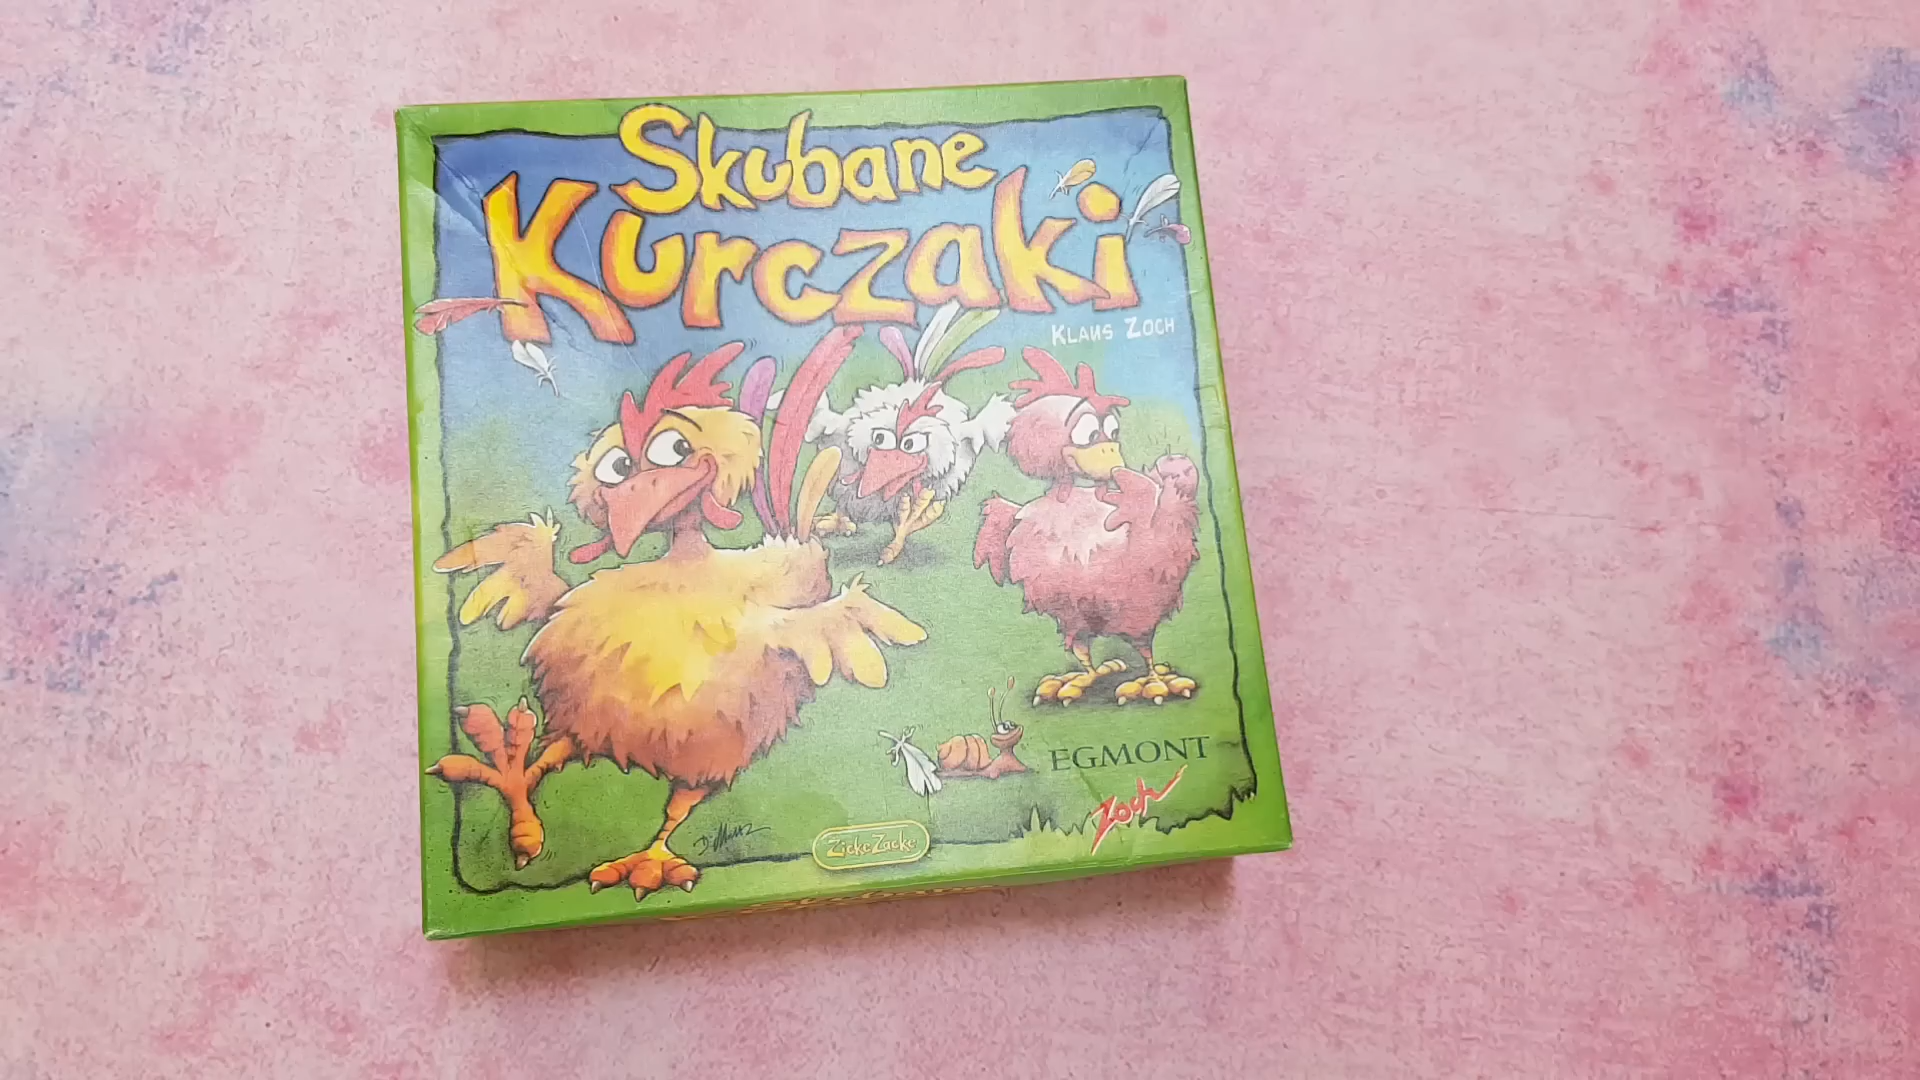 Skubane
Kurczaki
KLAUS ZOCH
EGMONT
Zoch
Zicke Zacke